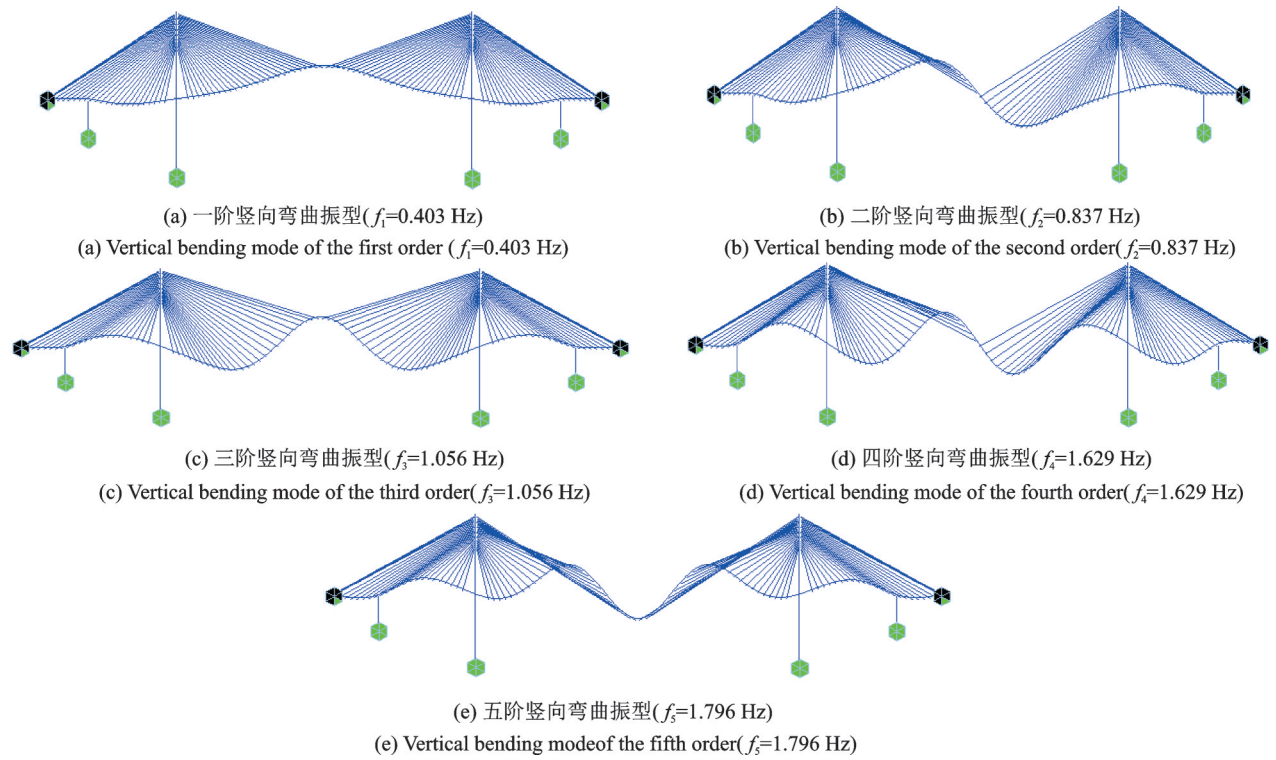 (a) 一阶竖向弯曲振型(f₁=0.403 Hz)
(a) Vertical bending mode of the first order (f₁=0.403 Hz)
(b) 二阶竖向弯曲振型(f₂=0.837 Hz)
(b) Vertical bending mode of the second order(f₂=0.837 Hz)
(c) 三阶竖向弯曲振型(f₃=1.056 Hz)
(c) Vertical bending mode of the third order(f₃=1.056 Hz)
(d) 四阶竖向弯曲振型(f₄=1.629 Hz)
(d) Vertical bending mode of the fourth order(f₄=1.629 Hz)
(e) 五阶竖向弯曲振型(f₅=1.796 Hz)
(e) Vertical bending modeof the fifth order(f₅=1.796 Hz)